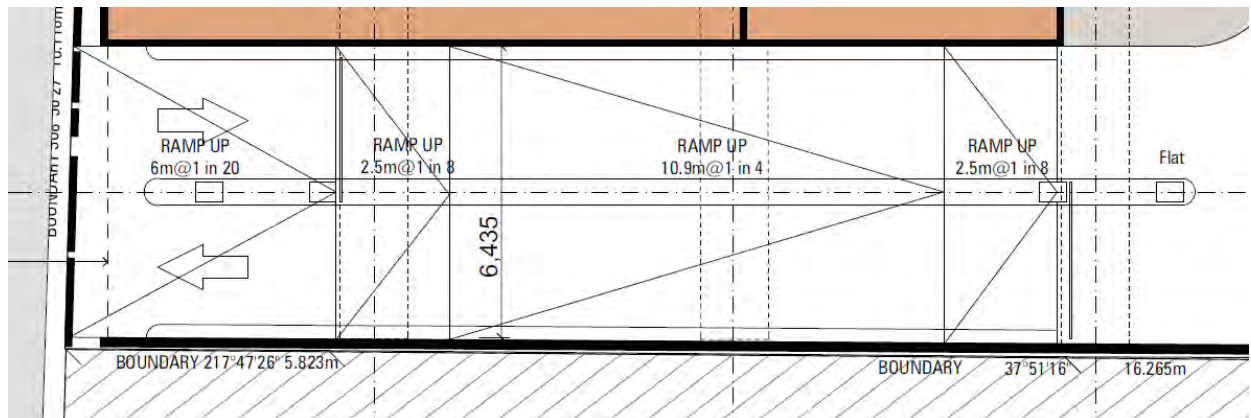 RAMP UP
6m@1 in 20
RAMP UP
2.5m@1 in 8
RAMP UP
10.9m@1 in 4
RAMP UP
2.5m@1 in 8
Flat
6,435
BOUNDARY
BOUNDARY 217°47'26" 5.823m
BOUNDARY 37°51'16" 16.265m